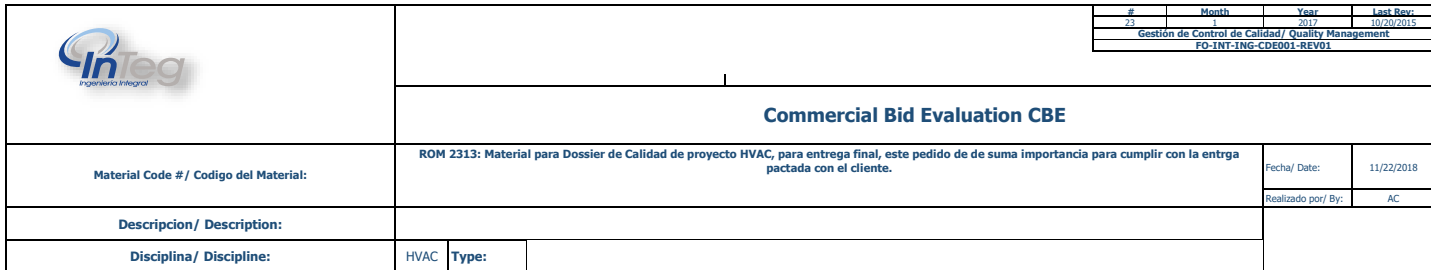 # Month Year Last Rev:
23 1 2017 10/20/2015
Gestión de Control de Calidad/ Quality Management
FO-INT-ING-CDE001-REV01
InTeg
Ingeniería Integral
Commercial Bid Evaluation CBE
Material Code #/ Codigo del Material:
ROM 2313: Material para Dossier de Calidad de proyecto HVAC, para entrega final, este pedido de de suma importancia para cumplir con la entrga
pactada con el cliente.
Fecha/ Date: 11/22/2018
Realizado por/ By: AC
Descripcion/ Description:
Disciplina/ Discipline: HVAC Type: